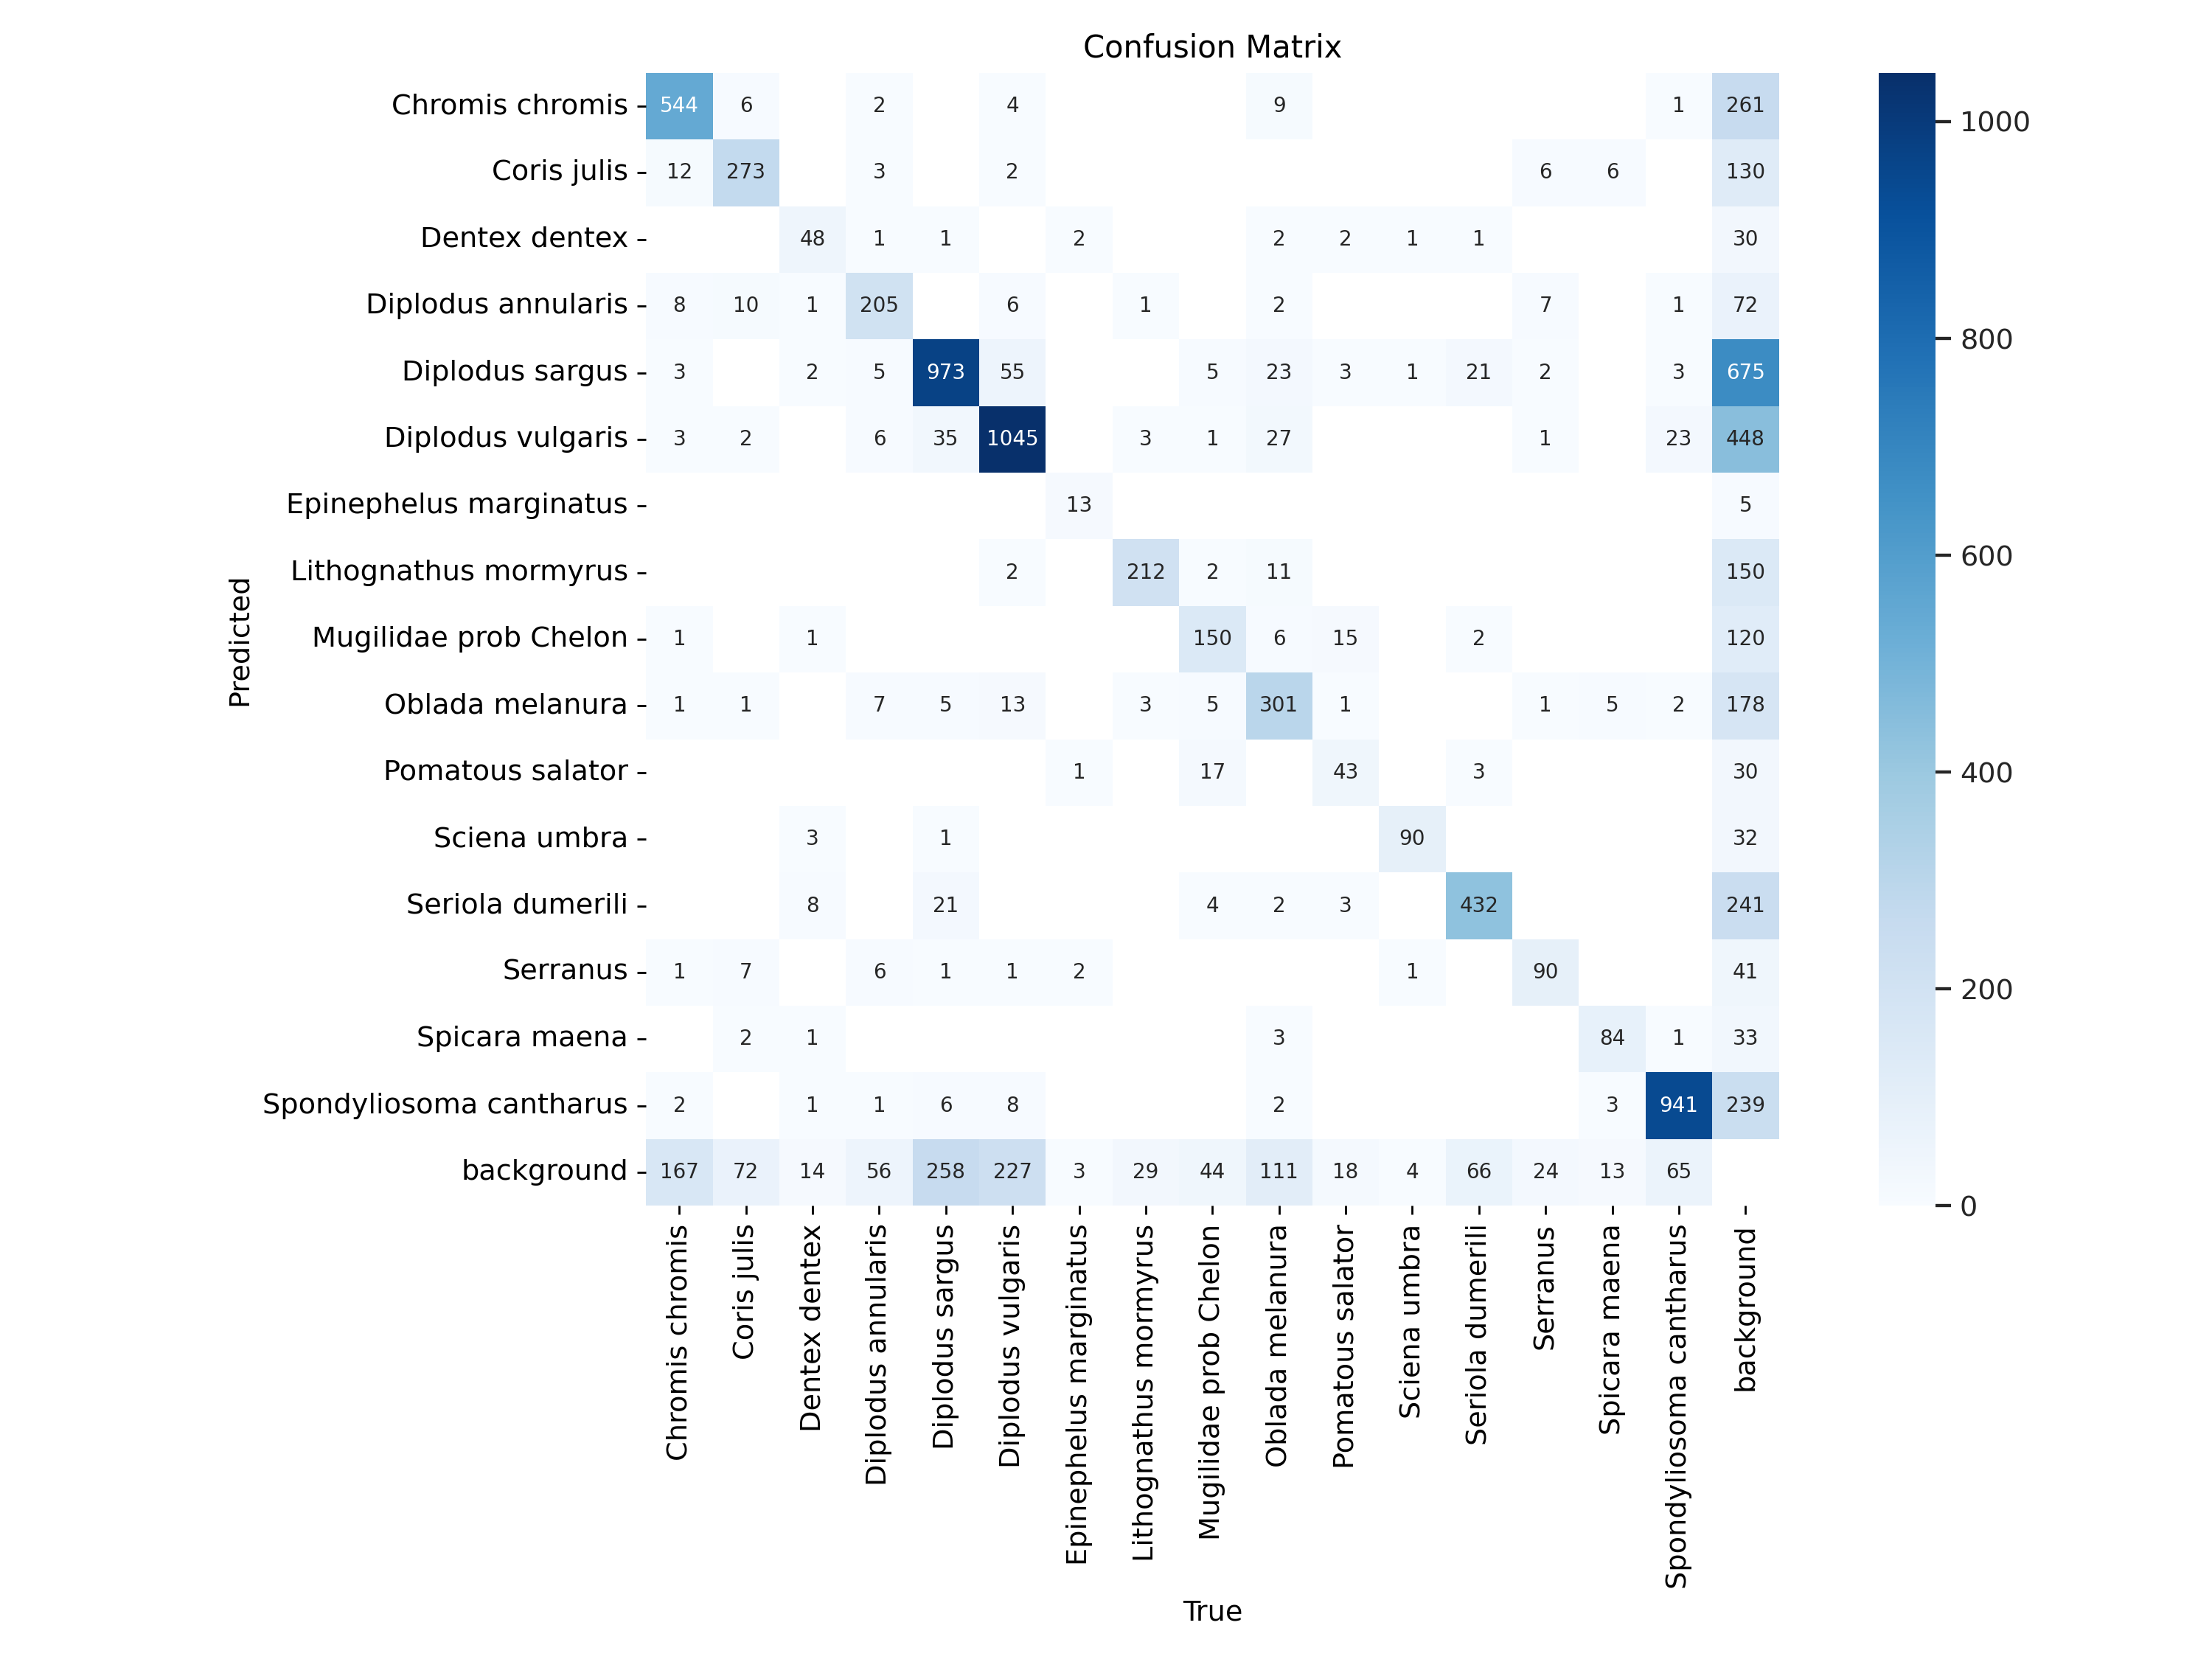 Confusion Matrix
Chromis chromis 544 6 2 4 9 1 261
Coris julis 12 273 3 2 6 6 130
Dentex dentex 48 1 1 2 2 2 1 1 30
Diplodus annularis 8 10 1 205 6 1 2 7 1 72
Diplodus sargus 3 2 5 973 55 5 23 3 1 21 2 3 675
Diplodus vulgaris 3 2 6 35 1045 3 1 27 1 23 448
Epinephelus marginatus 13 5
Lithognathus mormyrus 2 212 2 11 150
Mugilidae prob Chelon 1 1 150 6 15 2 120
Oblada melanura 1 1 7 5 13 3 5 301 1 1 5 2 178
Pomatous salator 1 17 43 3 30
Sciena umbra 3 1 90 32
Seriola dumerili 8 21 4 2 3 432 241
Serranus 1 7 6 1 1 2 1 90 41
Spicara maena 2 1 3 84 1 33
Spondyliosoma cantharus 2 1 1 6 8 2 3 941 239
background 167 72 14 56 258 227 3 29 44 111 18 4 66 24 13 65
Predicted
Chromis chromis
Coris julis
Dentex dentex
Diplodus annularis
Diplodus sargus
Diplodus vulgaris
Epinephelus marginatus
Lithognathus mormyrus
Mugilidae prob Chelon
Oblada melanura
Pomatous salator
Sciena umbra
Seriola dumerili
Serranus
Spicara maena
Spondyliosoma cantharus
background
True
1000
800
600
400
200
0